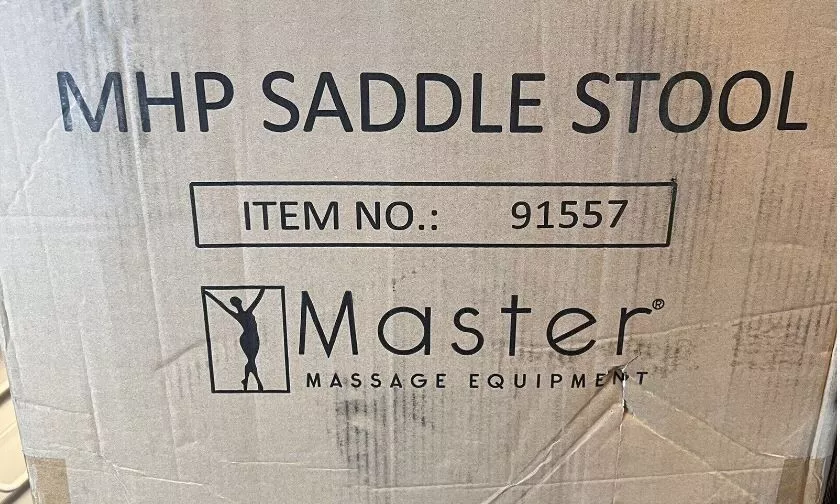 MHP SADDLE STOOL
ITEM NO.: 91557
Master®
MASSAGE EQUIPMENT